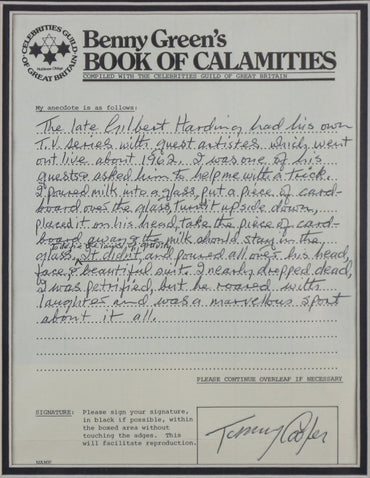 CELEBRITIES GUILD
OF GREAT BRITAIN
Benny Green's
BOOK OF CALAMITIES
COMPILED WITH THE CELEBRITIES GUILD OF GREAT BRITAIN
My anecdote is as follows:
The late Gilbert Harding had his own
T.V. series with guest artistes which went
out live about 1962. I was one of his
guests & asked him to help me with a trick.
I poured milk into a glass, put a piece of card-
board over the glass, turn it upside down,
placed it on his head, take the piece of card-
board away & the milk should stay in the
glass, It didn't, and poured all over his head,
face & beautiful suit. I nearly dropped dead,
I was petrified, but he roared with
laughter and was a marvellous sport
about it all.
PLEASE CONTINUE OVERLEAF IF NECESSARY
SIGNATURE: Please sign your signature,
in black if possible, within
the boxed area without
touching the adges. This
will facilitate reproduction.
Tommy Cooper
NAME